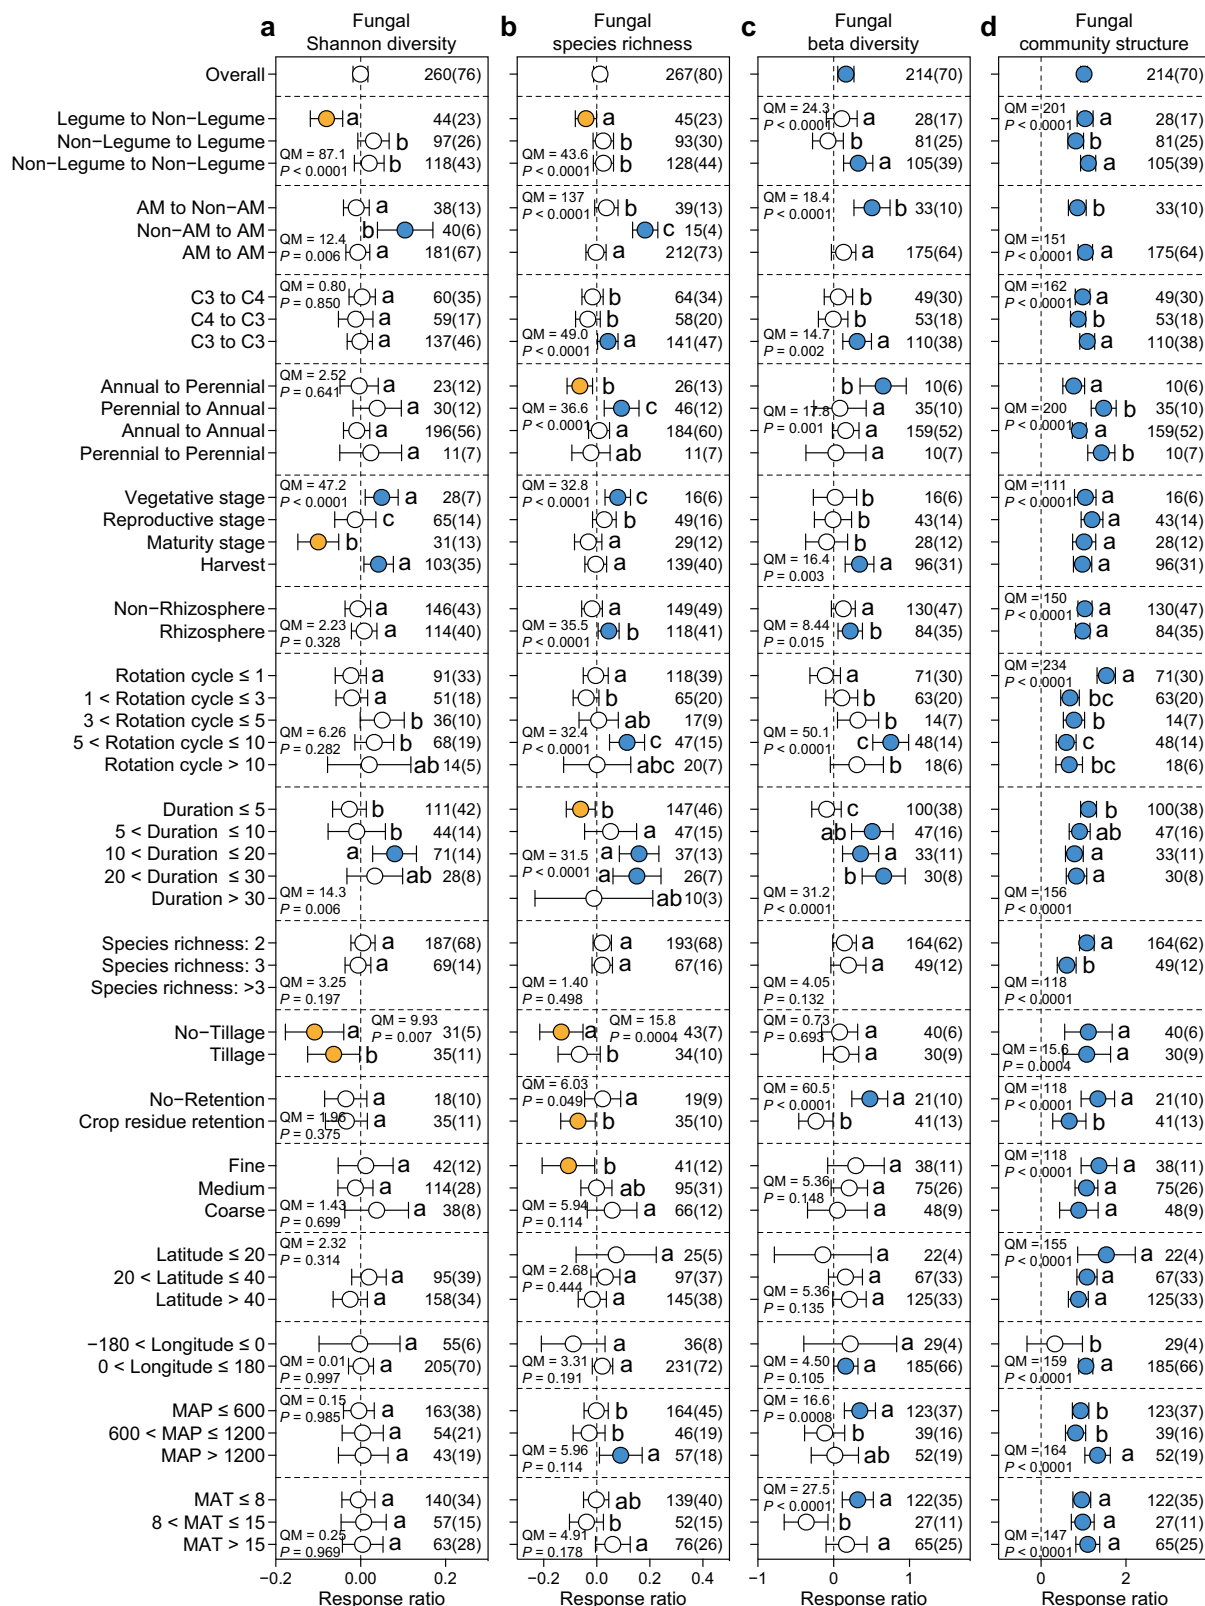 a Fungal Shannon diversity b Fungal species richness c Fungal beta diversity d Fungal community structure
Overall 260(76) 267(80) 214(70) 214(70)
Legume to Non−Legume a 44(23) a 45(23) QM = 24.3 P < 0.0001 a 28(17) QM = 201 P < 0.0001 a 28(17)
Non−Legume to Legume b 97(26) b 93(30) b 81(25) b 81(25)
Non−Legume to Non−Legume QM = 87.1 P < 0.0001 b 118(43) QM = 43.6 P < 0.0001 b 128(44) a 105(39) a 105(39)
AM to Non−AM a 38(13) QM = 137 P < 0.0001 b 39(13) QM = 18.4 P < 0.0001 b 33(10) b 33(10)
Non−AM to AM b 40(6) c 15(4)
AM to AM QM = 12.4 P = 0.006 a 181(67) a 212(73) a 175(64) QM = 151 P < 0.0001 a 175(64)
C3 to C4 QM = 0.80 P = 0.850 a 60(35) b 64(34) b 49(30) QM = 162 P < 0.0001 a 49(30)
C4 to C3 a 59(17) b 58(20) b 53(18) b 53(18)
C3 to C3 a 137(46) QM = 49.0 P < 0.0001 a 141(47) QM = 14.7 P = 0.002 a 110(38) a 110(38)
Annual to Perennial QM = 2.52 P = 0.641 a 23(12) b 26(13) b 10(6) a 10(6)
Perennial to Annual a 30(12) QM = 36.6 P < 0.0001 c 46(12) QM = 17.8 P = 0.001 a 35(10) QM = 200 P < 0.0001 b 35(10)
Annual to Annual a 196(56) a 184(60) a 159(52) a 159(52)
Perennial to Perennial a 11(7) ab 11(7) a 10(7) b 10(7)
Vegetative stage QM = 47.2 P < 0.0001 a 28(7) QM = 32.8 P < 0.0001 c 16(6) b 16(6) QM = 111 P < 0.0001 a 16(6)
Reproductive stage c 65(14) b 49(16) b 43(14) a 43(14)
Maturity stage b 31(13) a 29(12) b 28(12) a 28(12)
Harvest a 103(35) a 139(40) QM = 16.4 P = 0.003 a 96(31) a 96(31)
Non−Rhizosphere a 146(43) a 149(49) a 130(47) QM = 150 P < 0.0001 a 130(47)
Rhizosphere QM = 2.23 P = 0.328 a 114(40) QM = 35.5 P < 0.0001 b 118(41) QM = 8.44 P = 0.015 b 84(35) a 84(35)
Rotation cycle ≤ 1 a 91(33) a 118(39) a 71(30) QM = 234 P < 0.0001 a 71(30)
1 < Rotation cycle ≤ 3 a 51(18) b 65(20) b 63(20) bc 63(20)
3 < Rotation cycle ≤ 5 b 36(10) ab 17(9) b 14(7) b 14(7)
5 < Rotation cycle ≤ 10 QM = 6.26 P = 0.282 b 68(19) QM = 32.4 P < 0.0001 c 47(15) QM = 50.1 P < 0.0001 c 48(14) c 48(14)
Rotation cycle > 10 ab 14(5) abc 20(7) b 18(6) bc 18(6)
Duration ≤ 5 b 111(42) b 147(46) c 100(38) b 100(38)
5 < Duration ≤ 10 b 44(14) a 47(15) ab 47(16) ab 47(16)
10 < Duration ≤ 20 a 71(14) QM = 31.5 P < 0.0001 a 37(13) a 33(11) a 33(11)
20 < Duration ≤ 30 ab 28(8) a 26(7) b 30(8) a 30(8)
Duration > 30 QM = 14.3 P = 0.006 ab 10(3) QM = 31.2 P < 0.0001 QM = 156 P < 0.0001
Species richness: 2 a 187(68) a 193(68) a 164(62) a 164(62)
Species richness: 3 a 69(14) a 67(16) a 49(12) b 49(12)
Species richness: >3 QM = 3.25 P = 0.197 QM = 1.40 P = 0.498 QM = 4.05 P = 0.132 QM = 118 P < 0.0001
No−Tillage a QM = 9.93 P = 0.007 31(5) a QM = 15.8 P = 0.0004 43(7) QM = 0.73 P = 0.693 a 40(6) a 40(6)
Tillage b 35(11) b 34(10) a 30(9) QM = 15.6 P = 0.0004 a 30(9)
No−Retention a 18(10) QM = 6.03 P = 0.049 a 19(9) QM = 60.5 P < 0.0001 a 21(10) QM = 118 P < 0.0001 a 21(10)
Crop residue retention QM = 1.96 P = 0.375 a 35(11) b 35(10) b 41(13) b 41(13)
Fine a 42(12) b 41(12) a 38(11) QM = 118 P < 0.0001 a 38(11)
Medium a 114(28) ab 95(31) QM = 5.36 P = 0.148 a 75(26) a 75(26)
Coarse QM = 1.43 P = 0.699 a 38(8) QM = 5.94 P = 0.114 a 66(12) a 48(9) a 48(9)
Latitude ≤ 20 QM = 2.32 P = 0.314 a 25(5) a 22(4) QM = 155 P < 0.0001 a 22(4)
20 < Latitude ≤ 40 a 95(39) QM = 2.68 P = 0.444 a 97(37) a 67(33) a 67(33)
Latitude > 40 a 158(34) a 145(38) QM = 5.36 P = 0.135 a 125(33) a 125(33)
−180 < Longitude ≤ 0 a 55(6) a 36(8) a 29(4) b 29(4)
0 < Longitude ≤ 180 QM = 0.01 P = 0.997 a 205(70) QM = 3.31 P = 0.191 a 231(72) QM = 4.50 P = 0.105 a 185(66) QM = 159 P < 0.0001 a 185(66)
MAP ≤ 600 QM = 0.15 P = 0.985 a 163(38) b 164(45) QM = 16.6 P = 0.0008 a 123(37) b 123(37)
600 < MAP ≤ 1200 a 54(21) b 46(19) b 39(16) b 39(16)
MAP > 1200 a 43(19) QM = 5.96 P = 0.114 a 57(18) ab 52(19) QM = 164 P < 0.0001 a 52(19)
MAT ≤ 8 a 140(34) ab 139(40) QM = 27.5 P < 0.0001 a 122(35) a 122(35)
8 < MAT ≤ 15 a 57(15) b 52(15) b 27(11) a 27(11)
MAT > 15 QM = 0.25 P = 0.969 a 63(28) QM = 4.91 P = 0.178 a 76(26) a 65(25) QM = 147 P < 0.0001 a 65(25)
−0.2 0.00 0.2 −0.2 0.0 0.2 0.4 −1 0 1 0 2
Response ratio Response ratio Response ratio Response ratio